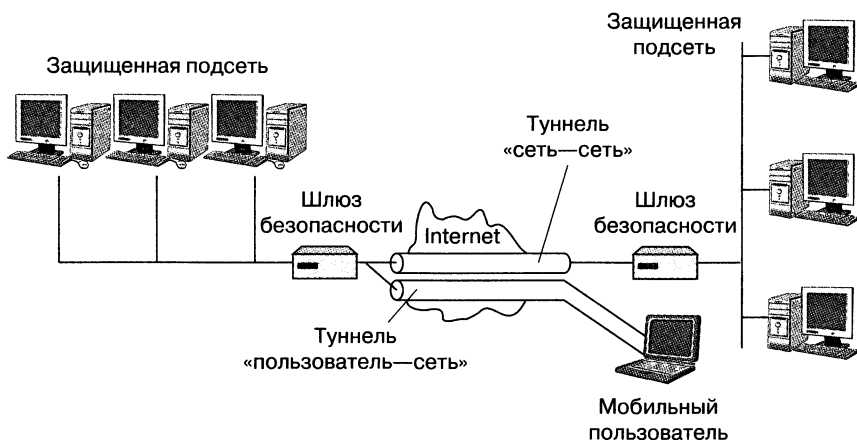 Защищенная
подсеть
Защищенная подсеть
Туннель
«сеть—сеть»
Шлюз
безопасности
Internet
Шлюз
безопасности
Туннель
«пользователь—сеть»
Мобильный
пользователь